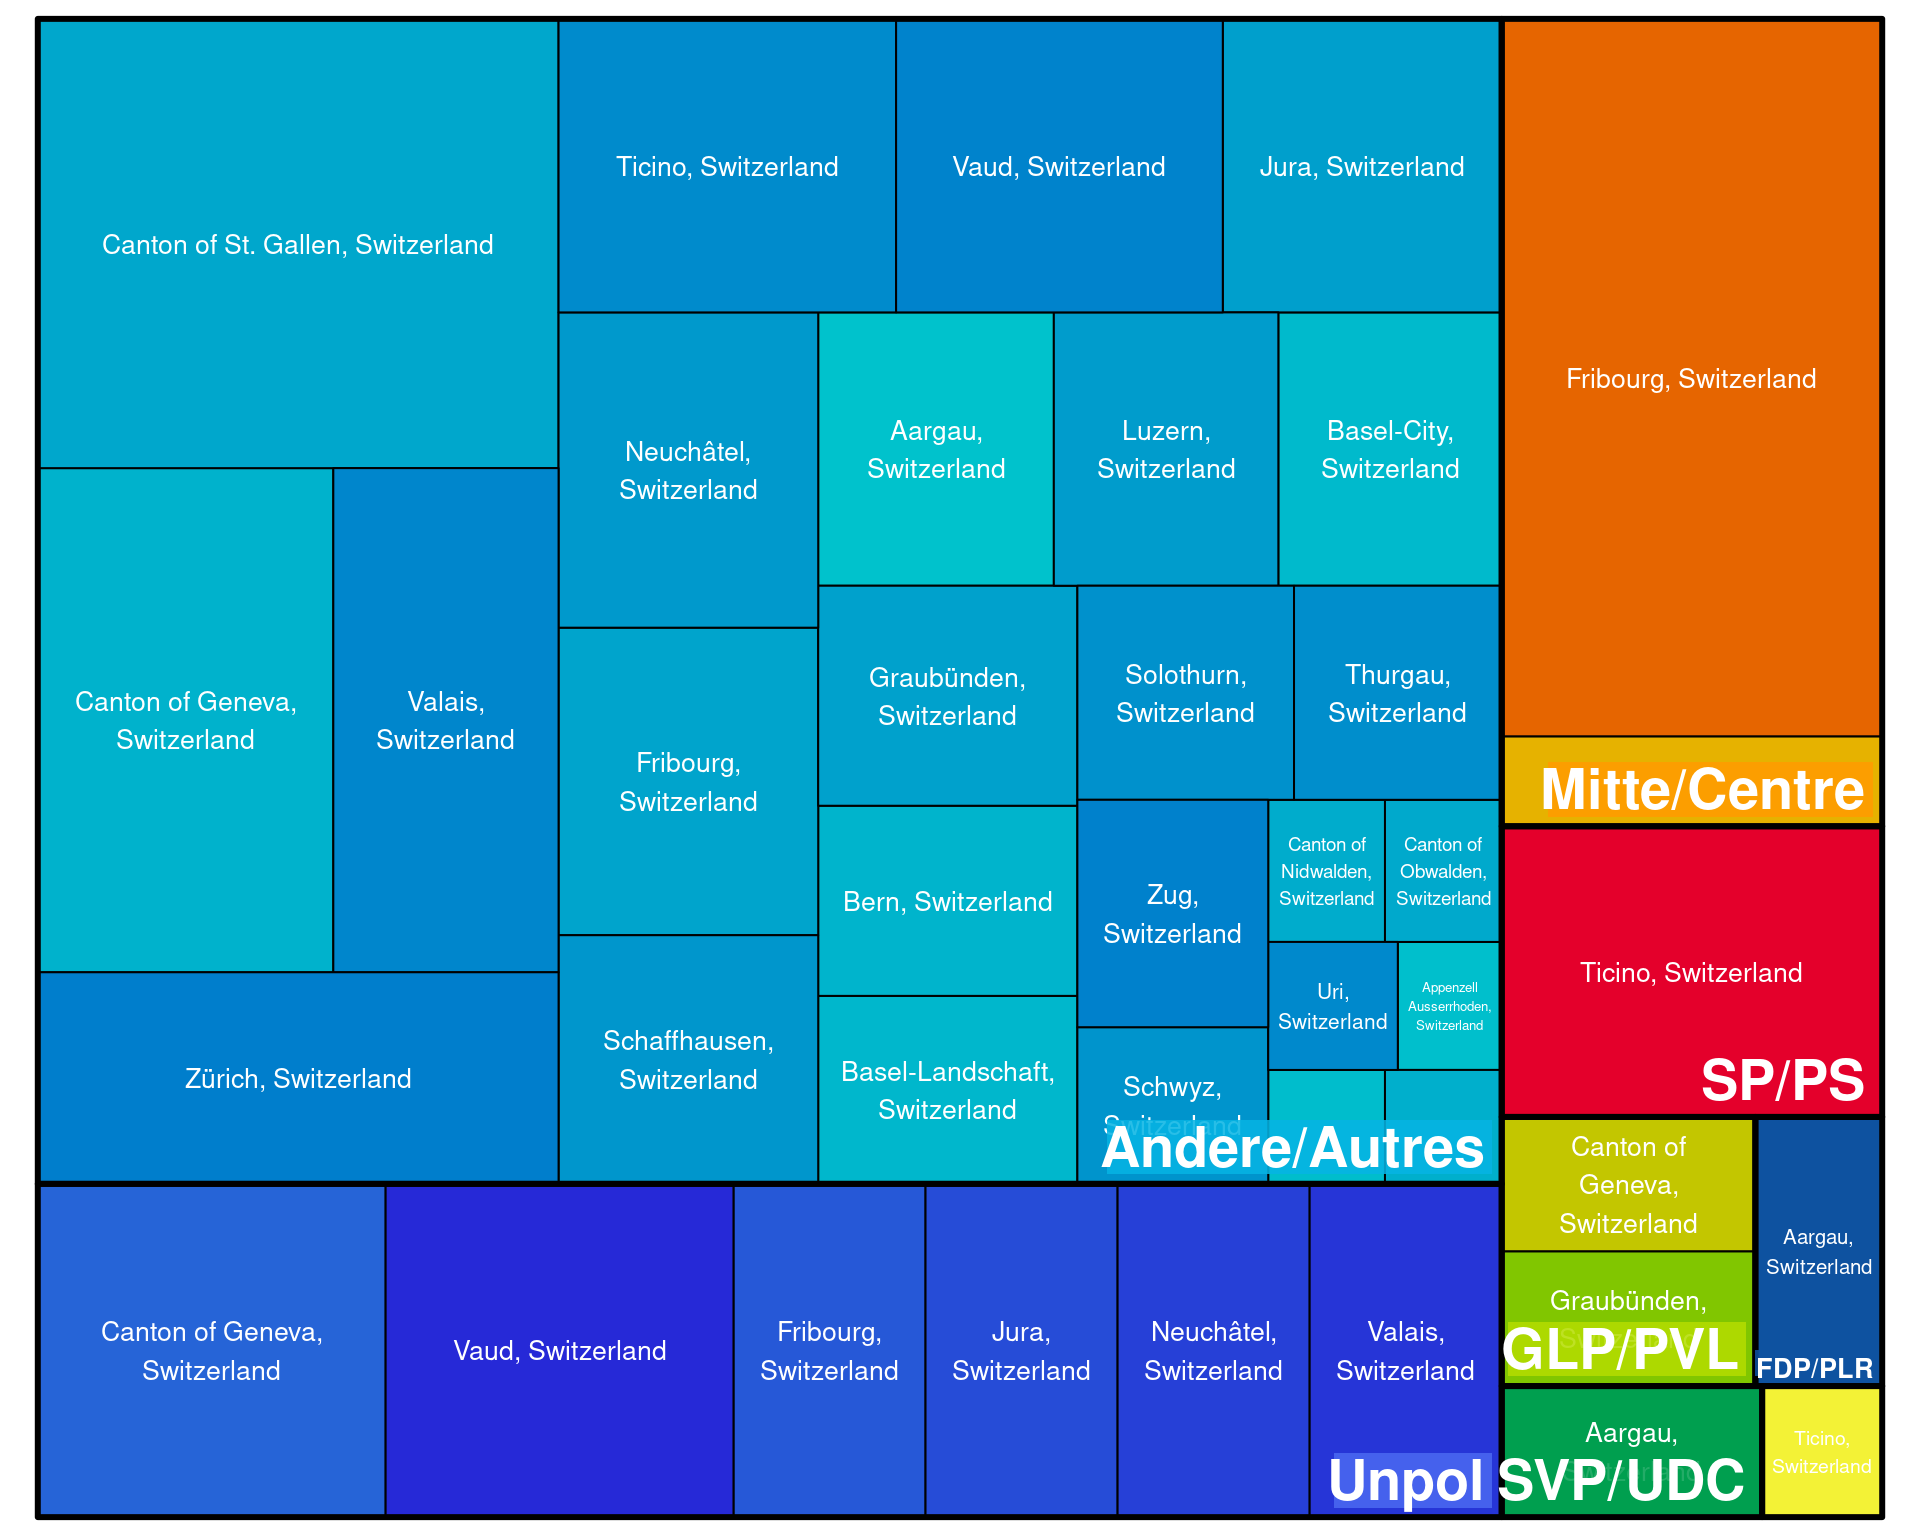 Canton of St. Gallen, Switzerland
Ticino, Switzerland
Vaud, Switzerland
Jura, Switzerland
Canton of Geneva,
Switzerland
Valais,
Switzerland
Zürich, Switzerland
Neuchâtel,
Switzerland
Aargau,
Switzerland
Luzern,
Switzerland
Basel-City,
Switzerland
Fribourg,
Switzerland
Graubünden,
Switzerland
Solothurn,
Switzerland
Thurgau,
Switzerland
Schaffhausen,
Switzerland
Bern, Switzerland
Basel-Landschaft,
Switzerland
Zug,
Switzerland
Canton of
Nidwalden,
Switzerland
Canton of
Obwalden,
Switzerland
Uri,
Switzerland
Appenzell
Ausserrhoden,
Switzerland
Schwyz,
Switzerland
Andere/Autres
Canton of Geneva,
Switzerland
Vaud, Switzerland
Fribourg,
Switzerland
Jura,
Switzerland
Neuchâtel,
Switzerland
Valais,
Switzerland
Unpol
Fribourg, Switzerland
Mitte/Centre
Ticino, Switzerland
SP/PS
Canton of
Geneva,
Switzerland
Graubünden,
GLP/PVL
Aargau,
Switzerland
FDP/PLR
Aargau,
SVP/UDC
Ticino,
Switzerland